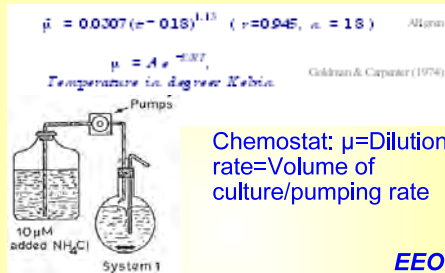 μ̂ = 0.0307(σ-018)^1.13 (r=0.945, n = 18)
μ = A e^-E/RT,
Temperature in degrees Kelvin
Goldman & Carpenter (1974)
Pumps
Chemostat: μ=Dilution
rate=Volume of
culture/pumping rate
10μM
added NH4Cl
System 1
EEO